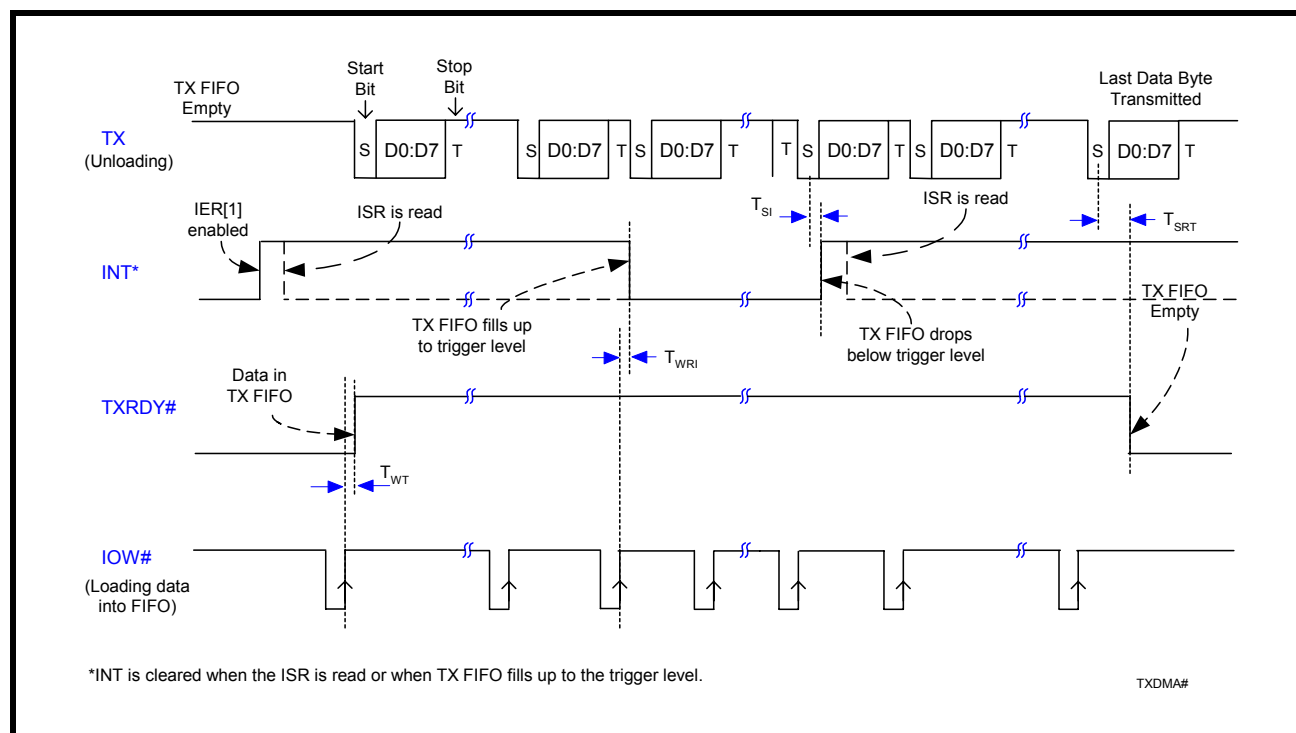 TX FIFO
Empty
Start
Bit
Stop
Bit
Last Data Byte
Transmitted
TX
(Unloading)
S D0:D7 T S D0:D7 T S D0:D7 T T S D0:D7 T S D0:D7 T S D0:D7 T
IER[1]
enabled
ISR is read
TSI
ISR is read
TSRT
INT*
TX FIFO fills up
to trigger level
TX FIFO drops
below trigger level
TX FIFO
Empty
TWRI
Data in
TX FIFO
TXRDY#
TWT
IOW#
(Loading data
into FIFO)
*INT is cleared when the ISR is read or when TX FIFO fills up to the trigger level.
TXDMA#